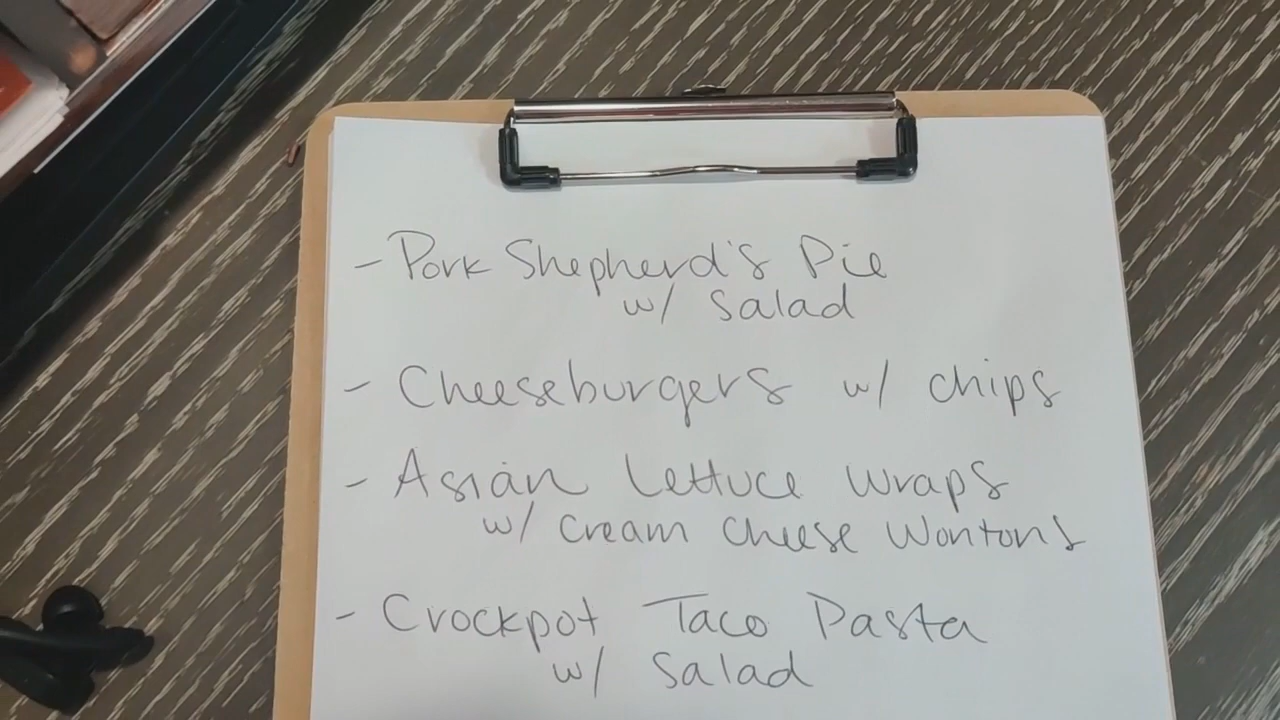 - Pork Shepherd's Pie
w/ Salad
- Cheeseburgers w/ chips
- Asian Lettuce Wraps
w/ Cream Cheese Wontons
- Crockpot Taco Pasta
w/ Salad